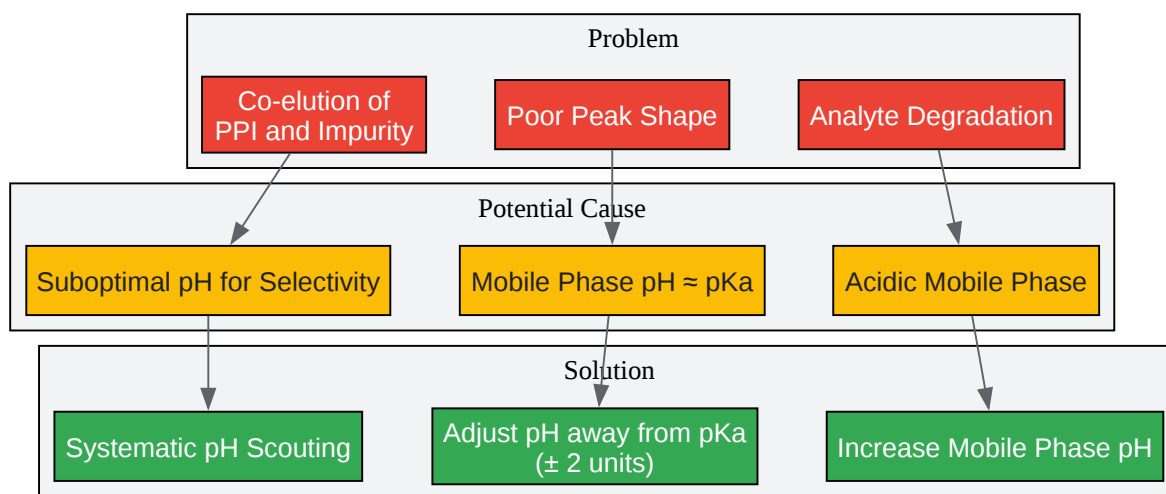 Problem
Co-elution of
PPI and Impurity
Poor Peak Shape
Analyte Degradation
Potential Cause
Suboptimal pH for Selectivity
Mobile Phase pH ≈ pKa
Acidic Mobile Phase
Solution
Systematic pH Scouting
Adjust pH away from pKa
(± 2 units)
Increase Mobile Phase pH